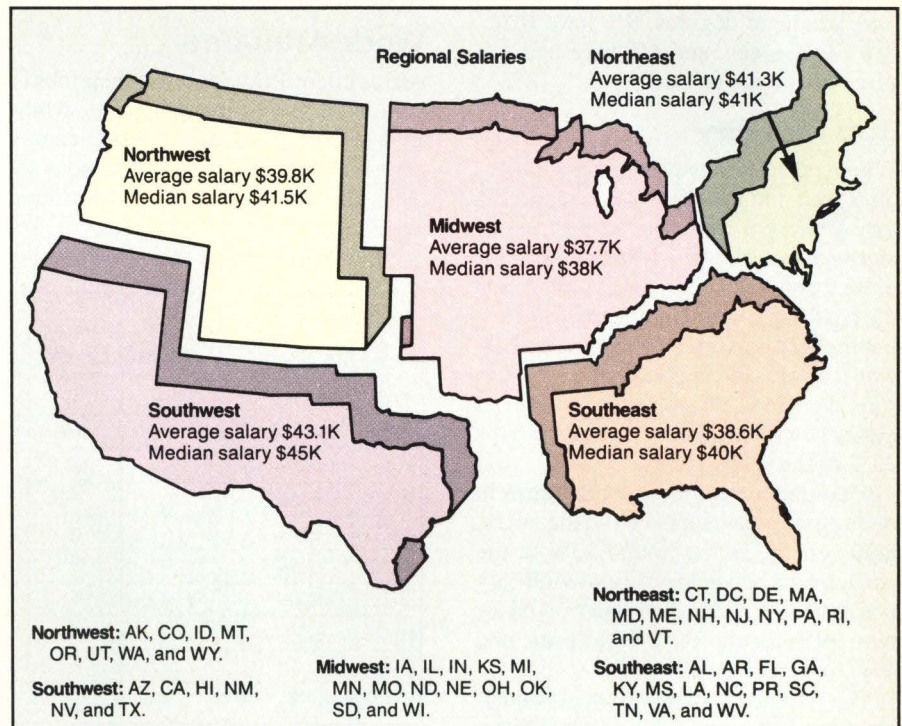 Regional Salaries
Northeast
Average salary $41.3K
Median salary $41K
Northwest
Average salary $39.8K
Median salary $41.5K
Midwest
Average salary $37.7K
Median salary $38K
Southwest
Average salary $43.1K
Median salary $45K
Southeast
Average salary $38.6K
Median salary $40K
Northwest: AK, CO, ID, MT,
OR, UT, WA, and WY.
Southwest: AZ, CA, HI, NM,
NV, and TX.
Midwest: IA, IL, IN, KS, MI,
MN, MO, ND, NE, OH, OK,
SD, and WI.
Northeast: CT, DC, DE, MA,
MD, ME, NH, NJ, NY, PA, RI,
and VT.
Southeast: AL, AR, FL, GA,
KY, MS, LA, NC, PR, SC,
TN, VA, and WV.